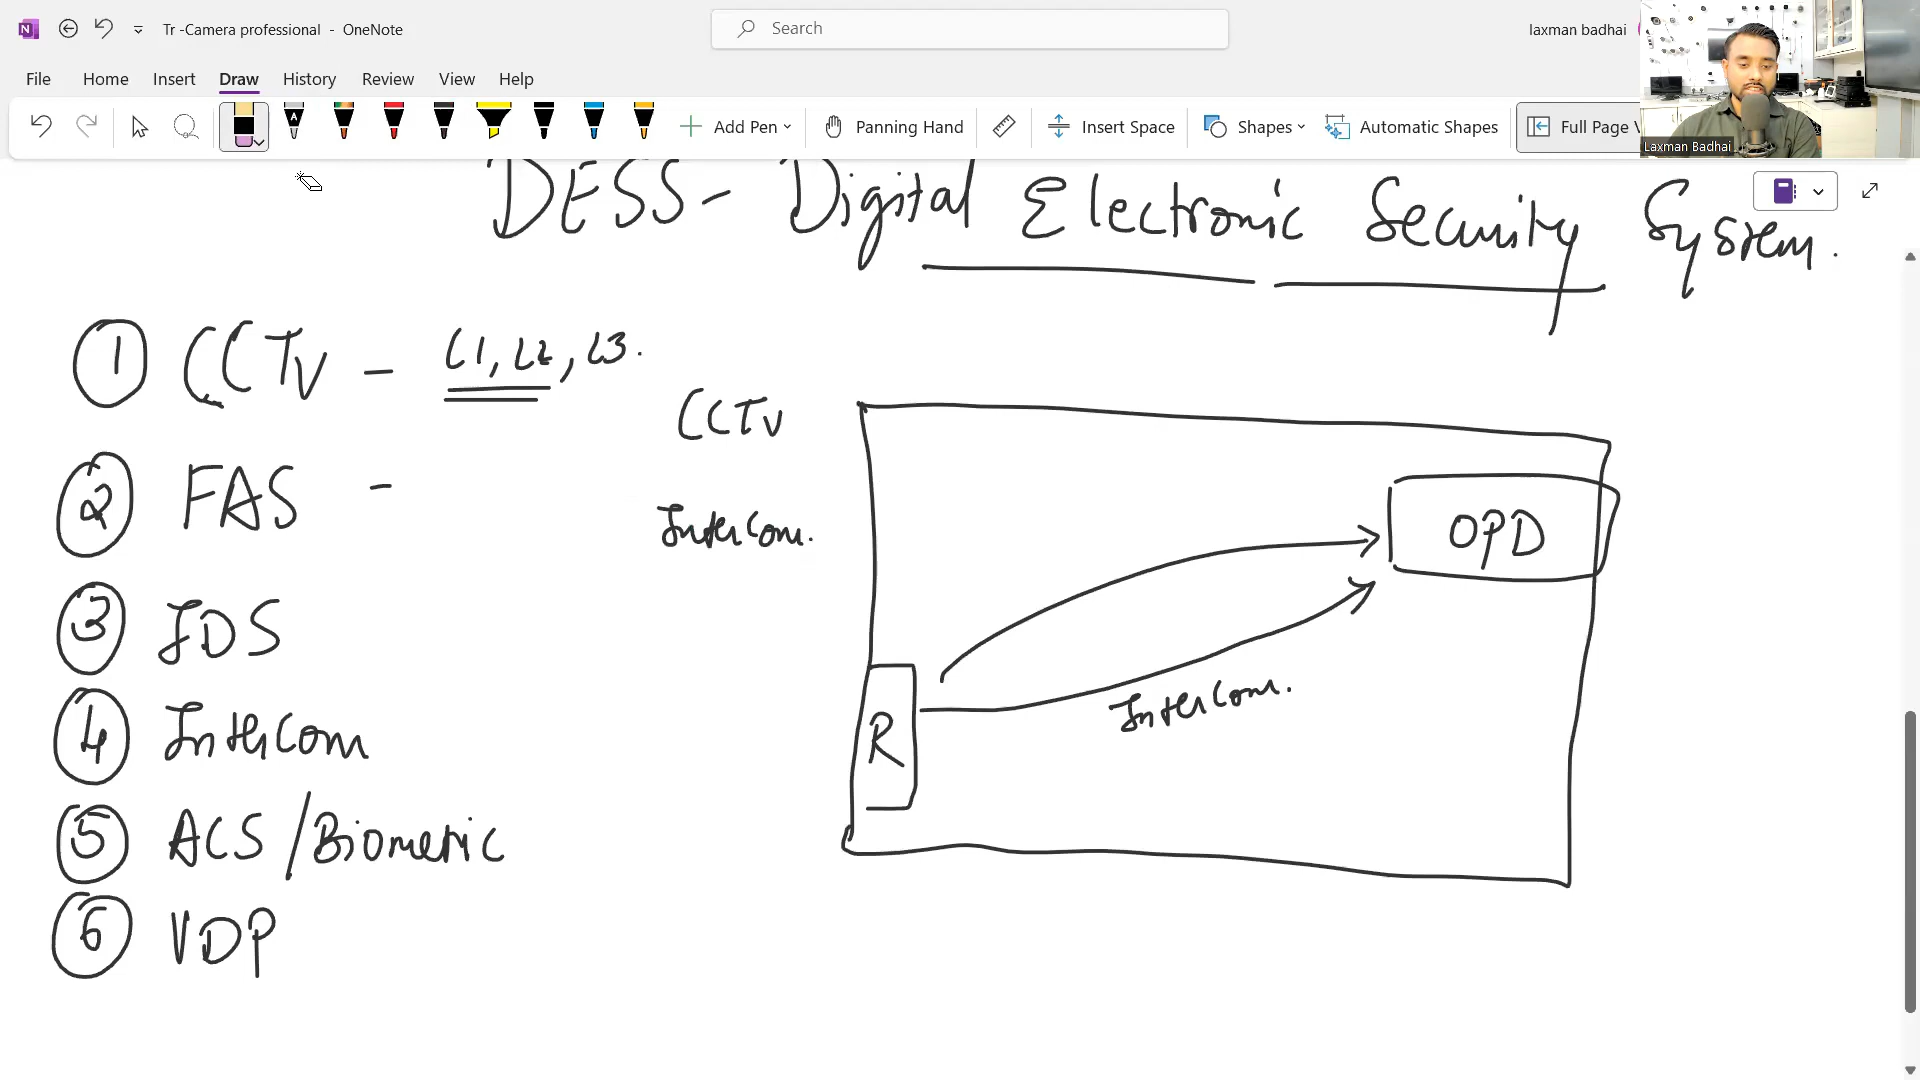 Tr -Camera professional - OneNote
Search
laxman badhai
File Home Insert Draw History Review View Help
Add Pen Panning Hand Insert Space Shapes Automatic Shapes Full Page V
Laxman Badhai
DESS- Digital Electronic Security System.
1 CCTV - L1, L2, L3.
CCTV
2 FAS -
OPD
InterCom.
3 IDS
InterCom.
4 InterCom
R
5 ACS/Biometric
6 VDP